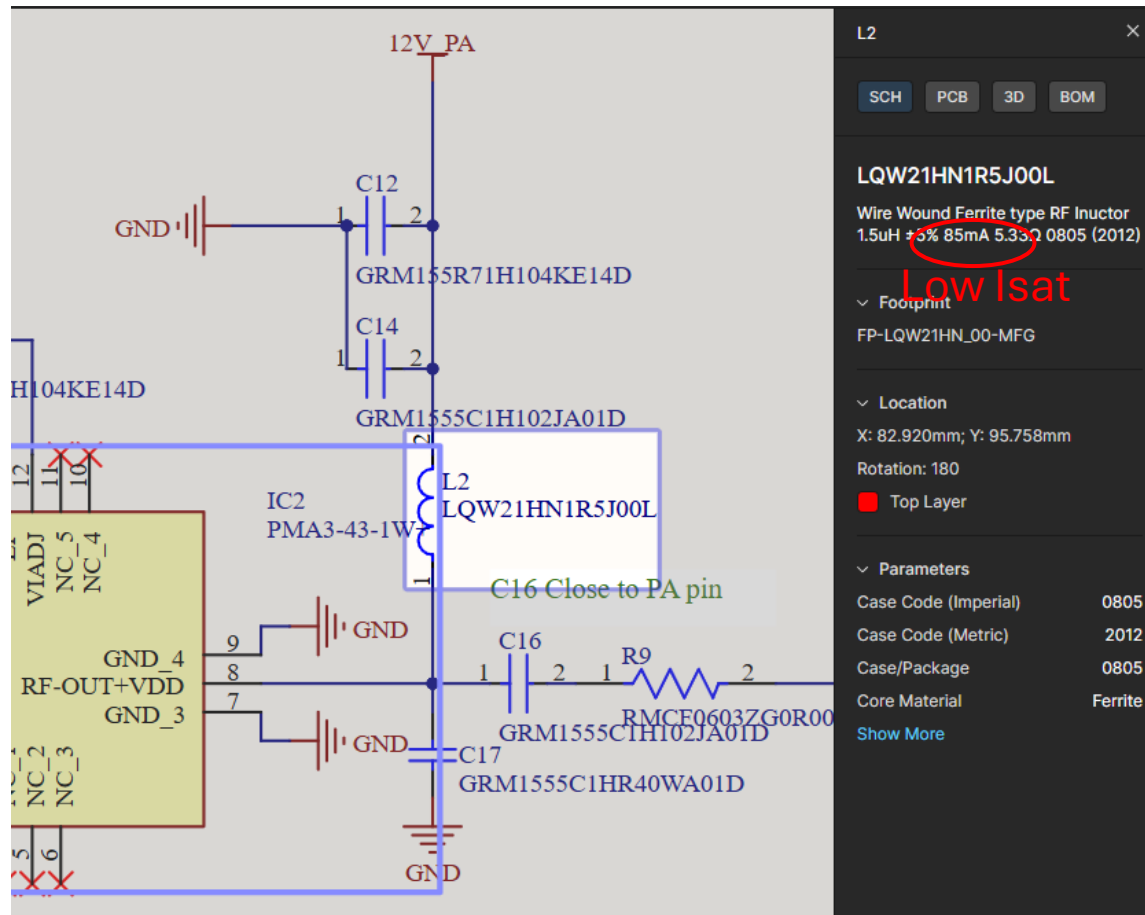 12V_PA
C12
1
2
GND
GRM155R71H104KE14D
C14
1
2
H104KE14D
GRM1555C1H102JA01D
12
11
10
2
L2
LQW21HN1R5J00L
IC2
PMA3-43-1W+
1
C16 Close to PA pin
VIADJ
NC_5
NC_4
GND_4
9
GND
RF-OUT+VDD
8
GND_3
7
GND
C16
1
2
GRM1555C1H102JA01D
R9
1
2
RMCF0603ZG0R00
C17
GRM1555C1HR40WA01D
GND
NC_2
NC_3
5
6
L2
×
SCH
PCB
3D
BOM
LQW21HN1R5J00L
Wire Wound Ferrite type RF Inuctor
1.5uH ±5% 85mA 5.33Ω 0805 (2012)
Low Isat
Footprint
FP-LQW21HN_00-MFG
Location
X: 82.920mm; Y: 95.758mm
Rotation: 180
Top Layer
Parameters
Case Code (Imperial) 0805
Case Code (Metric) 2012
Case/Package 0805
Core Material Ferrite
Show More